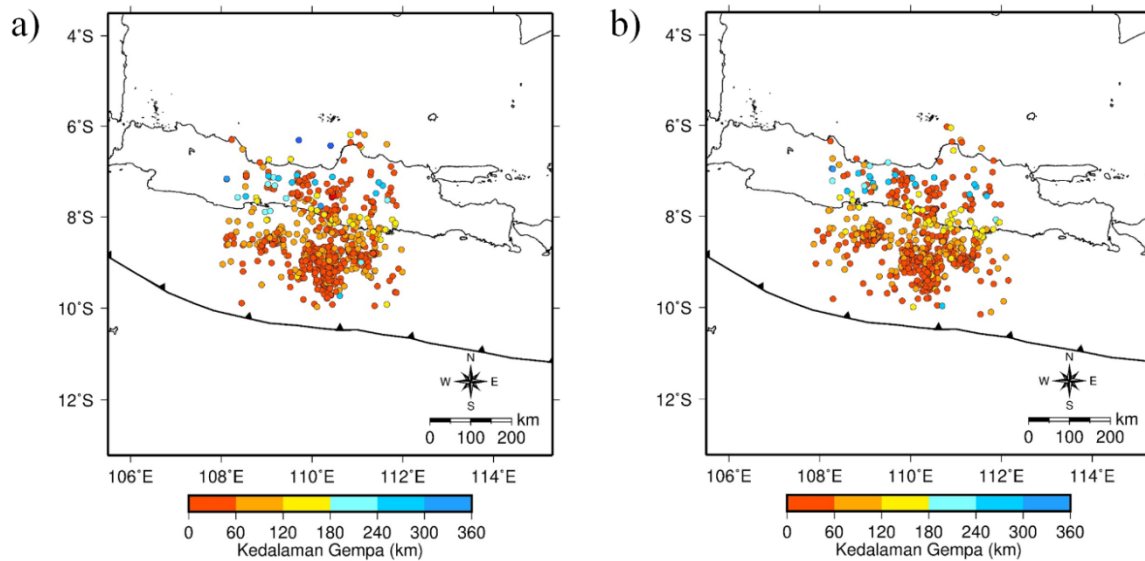 a)
4°S
6°S
8°S
10°S
12°S
N
W E
S
km
0 100 200
106°E 108°E 110°E 112°E 114°E
0 60 120 180 240 300 360
Kedalaman Gempa (km)
b)
4°S
6°S
8°S
10°S
12°S
N
W E
S
km
0 100 200
106°E 108°E 110°E 112°E 114°E
0 60 120 180 240 300 360
Kedalaman Gempa (km)